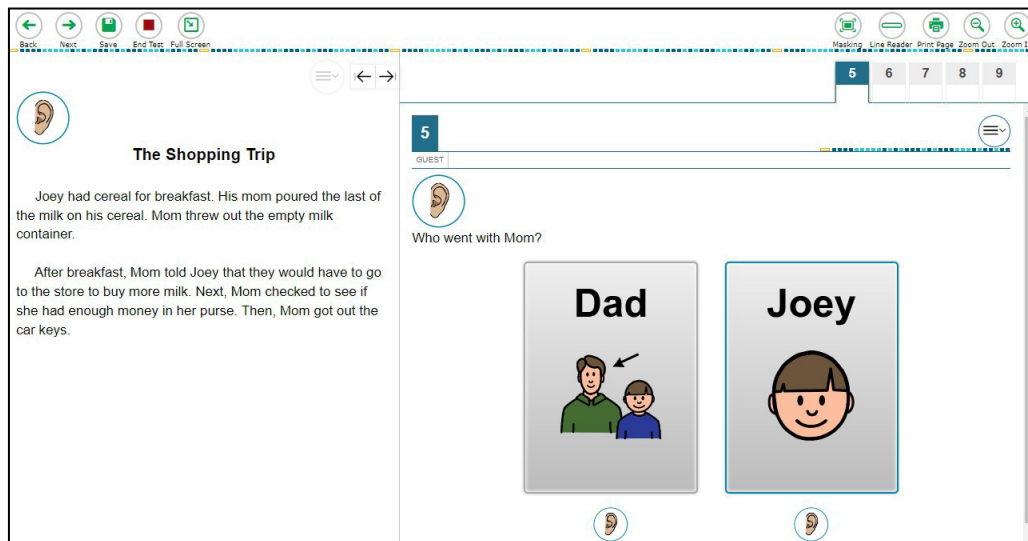 Back Next Save End Test Full Screen
Masking Line Reader Print Page Zoom Out Zoom I
5 6 7 8 9
The Shopping Trip
Joey had cereal for breakfast. His mom poured the last of
the milk on his cereal. Mom threw out the empty milk
container.
After breakfast, Mom told Joey that they would have to go
to the store to buy more milk. Next, Mom checked to see if
she had enough money in her purse. Then, Mom got out the
car keys.
5
GUEST
Who went with Mom?
Dad
Joey